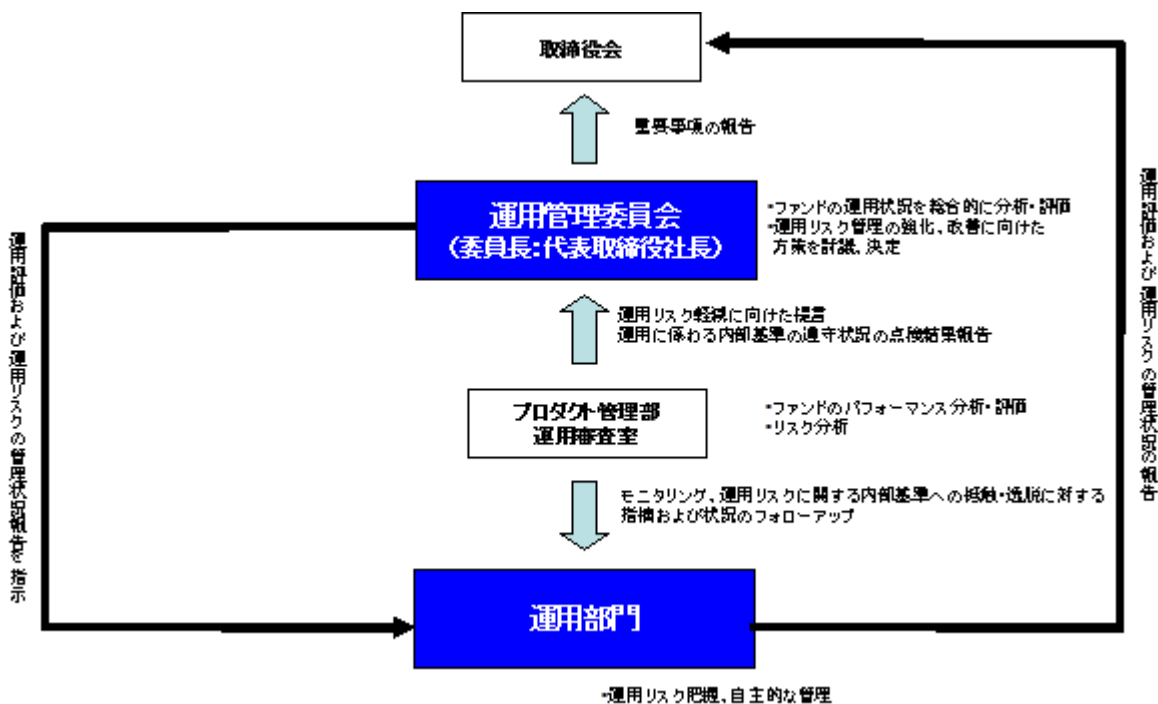 取締役会
重要事項の報告
運用管理委員会
(委員長:代表取締役社長)
・ファンドの運用状況を総合的に分析・評価
・運用リスク管理の強化、改善に向けた
方策を討議、決定
運用リスク軽減に向けた提言
運用に係わる内部基準の遵守状況の点検結果報告
プロダクト管理部
運用審査室
・ファンドのパフォーマンス分析・評価
・リスク分析
モニタリング、運用リスクに関する内部基準への抵触・逸脱に対する
指摘および状況のフォローアップ
運用部門
・運用リスク把握、自主的な管理
運用評価および運用リスクの管理状況報告を指示
運用評価および運用リスクの管理状況の報告